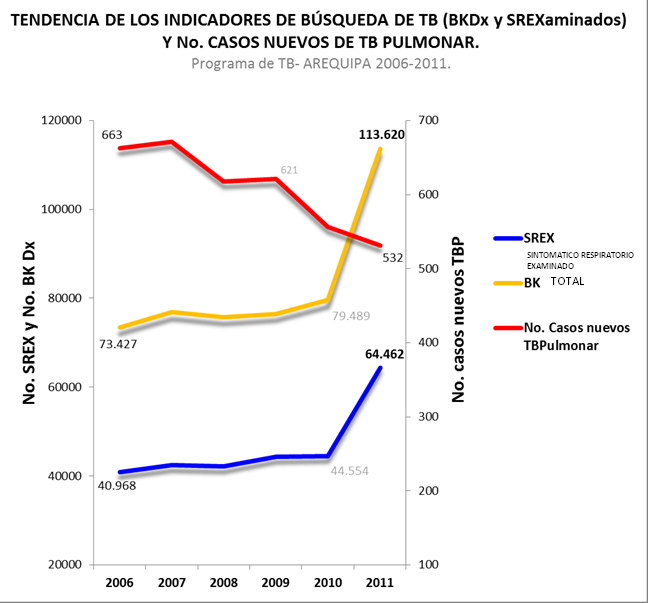 TENDENCIA DE LOS INDICADORES DE BÚSQUEDA DE TB (BKDx y SREXaminados)
Y No. CASOS NUEVOS DE TB PULMONAR.
Programa de TB- AREQUIPA 2006-2011.
No. SREX y No. BK Dx
120000
100000
80000
60000
40000
20000
663
621
532
113.620
73.427
79.489
64.462
40.968
44.554
2006 2007 2008 2009 2010 2011
700
600
500
400
300
200
100
No. casos nuevos TBP
SREX
SINTOMATICO RESPIRATORIO
EXAMINADO
BK TOTAL
No. Casos nuevos
TBPulmonar